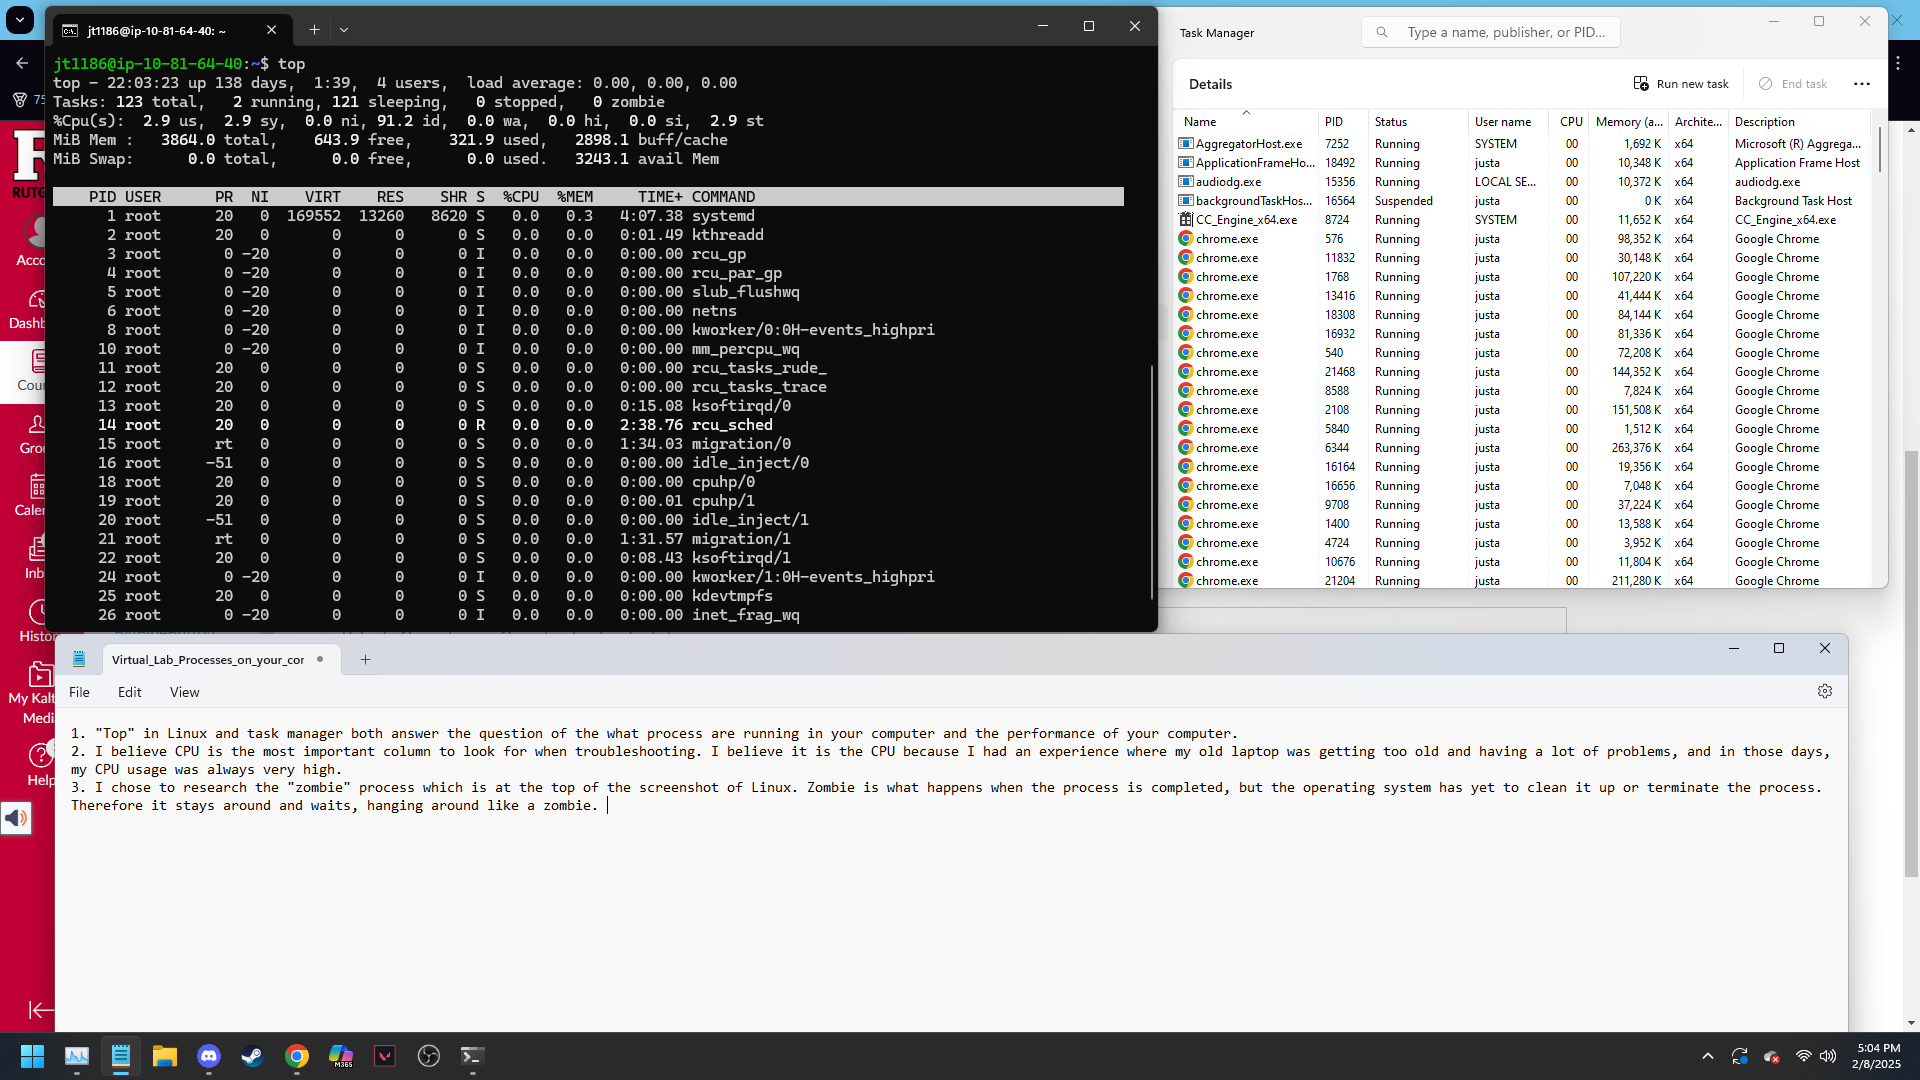 jt1186@ip-10-81-64-40: ~
jt1186@ip-10-81-64-40:~$ top
top - 22:03:23 up 138 days,  1:39,  4 users,  load average: 0.00, 0.00, 0.00
Tasks: 123 total,   2 running, 121 sleeping,   0 stopped,   0 zombie
%Cpu(s):  2.9 us,  2.9 sy,  0.0 ni, 91.2 id,  0.0 wa,  0.0 hi,  0.0 si,  2.9 st
MiB Mem :   3864.0 total,    643.9 free,    321.9 used,   2898.1 buff/cache
MiB Swap:      0.0 total,      0.0 free,      0.0 used.   3243.1 avail Mem
PID USER PR NI VIRT RES SHR S %CPU %MEM TIME+ COMMAND
1 root 20 0 169552 13260 8620 S 0.0 0.3 4:07.38 systemd
2 root 20 0 0 0 0 S 0.0 0.0 0:01.49 kthreadd
3 root 0 -20 0 0 0 I 0.0 0.0 0:00.00 rcu_gp
4 root 0 -20 0 0 0 I 0.0 0.0 0:00.00 rcu_par_gp
5 root 0 -20 0 0 0 I 0.0 0.0 0:00.00 slub_flushwq
6 root 0 -20 0 0 0 I 0.0 0.0 0:00.00 netns
8 root 0 -20 0 0 0 I 0.0 0.0 0:00.00 kworker/0:0H-events_highpri
10 root 0 -20 0 0 0 I 0.0 0.0 0:00.00 mm_percpu_wq
11 root 20 0 0 0 0 S 0.0 0.0 0:00.00 rcu_tasks_rude_
12 root 20 0 0 0 0 S 0.0 0.0 0:00.00 rcu_tasks_trace
13 root 20 0 0 0 0 S 0.0 0.0 0:15.08 ksoftirqd/0
14 root 20 0 0 0 0 R 0.0 0.0 2:38.76 rcu_sched
15 root rt 0 0 0 0 S 0.0 0.0 1:34.03 migration/0
16 root -51 0 0 0 0 S 0.0 0.0 0:00.00 idle_inject/0
18 root 20 0 0 0 0 S 0.0 0.0 0:00.00 cpuhp/0
19 root 20 0 0 0 0 S 0.0 0.0 0:00.01 cpuhp/1
20 root -51 0 0 0 0 S 0.0 0.0 0:00.00 idle_inject/1
21 root rt 0 0 0 0 S 0.0 0.0 1:31.57 migration/1
22 root 20 0 0 0 0 S 0.0 0.0 0:08.43 ksoftirqd/1
24 root 0 -20 0 0 0 I 0.0 0.0 0:00.00 kworker/1:0H-events_highpri
25 root 20 0 0 0 0 S 0.0 0.0 0:00.00 kdevtmpfs
26 root 0 -20 0 0 0 I 0.0 0.0 0:00.00 inet_frag_wq
Task Manager
Type a name, publisher, or PID...
Details
Run new task
End task
Name PID Status User name CPU Memory (a... Archite... Description
AggregatorHost.exe 7252 Running SYSTEM 00 1,692 K x64 Microsoft (R) Aggrega...
ApplicationFrameHo... 18492 Running justa 00 10,348 K x64 Application Frame Host
audiodg.exe 15356 Running LOCAL SE... 00 10,372 K x64 audiodg.exe
backgroundTaskHos... 16564 Suspended justa 00 0 K x64 Background Task Host
CC_Engine_x64.exe 8724 Running SYSTEM 00 11,652 K x64 CC_Engine_x64.exe
chrome.exe 576 Running justa 00 98,352 K x64 Google Chrome
chrome.exe 11832 Running justa 00 30,148 K x64 Google Chrome
chrome.exe 1768 Running justa 00 107,220 K x64 Google Chrome
chrome.exe 13416 Running justa 00 41,444 K x64 Google Chrome
chrome.exe 18308 Running justa 00 84,144 K x64 Google Chrome
chrome.exe 16932 Running justa 00 81,336 K x64 Google Chrome
chrome.exe 540 Running justa 00 72,208 K x64 Google Chrome
chrome.exe 21468 Running justa 00 144,352 K x64 Google Chrome
chrome.exe 8588 Running justa 00 7,824 K x64 Google Chrome
chrome.exe 2108 Running justa 00 151,508 K x64 Google Chrome
chrome.exe 5840 Running justa 00 1,512 K x64 Google Chrome
chrome.exe 6344 Running justa 00 263,376 K x64 Google Chrome
chrome.exe 16164 Running justa 00 19,356 K x64 Google Chrome
chrome.exe 16656 Running justa 00 7,048 K x64 Google Chrome
chrome.exe 9708 Running justa 00 37,224 K x64 Google Chrome
chrome.exe 1400 Running justa 00 13,588 K x64 Google Chrome
chrome.exe 4724 Running justa 00 3,952 K x64 Google Chrome
chrome.exe 10676 Running justa 00 11,804 K x64 Google Chrome
chrome.exe 21204 Running justa 00 211,280 K x64 Google Chrome
75
R
RUTG
Acco
Dashb
Cour
Grou
Calen
Inb
Histo
My Kalt
Media
Help
Virtual_Lab_Processes_on_your_cor
File Edit View
1. "Top" in Linux and task manager both answer the question of the what process are running in your computer and the performance of your computer.
2. I believe CPU is the most important column to look for when troubleshooting. I believe it is the CPU because I had an experience where my old laptop was getting too old and having a lot of problems, and in those days,
my CPU usage was always very high.
3. I chose to research the "zombie" process which is at the top of the screenshot of Linux. Zombie is what happens when the process is completed, but the operating system has yet to clean it up or terminate the process.
Therefore it stays around and waits, hanging around like a zombie.
M365
5:04 PM
2/8/2025